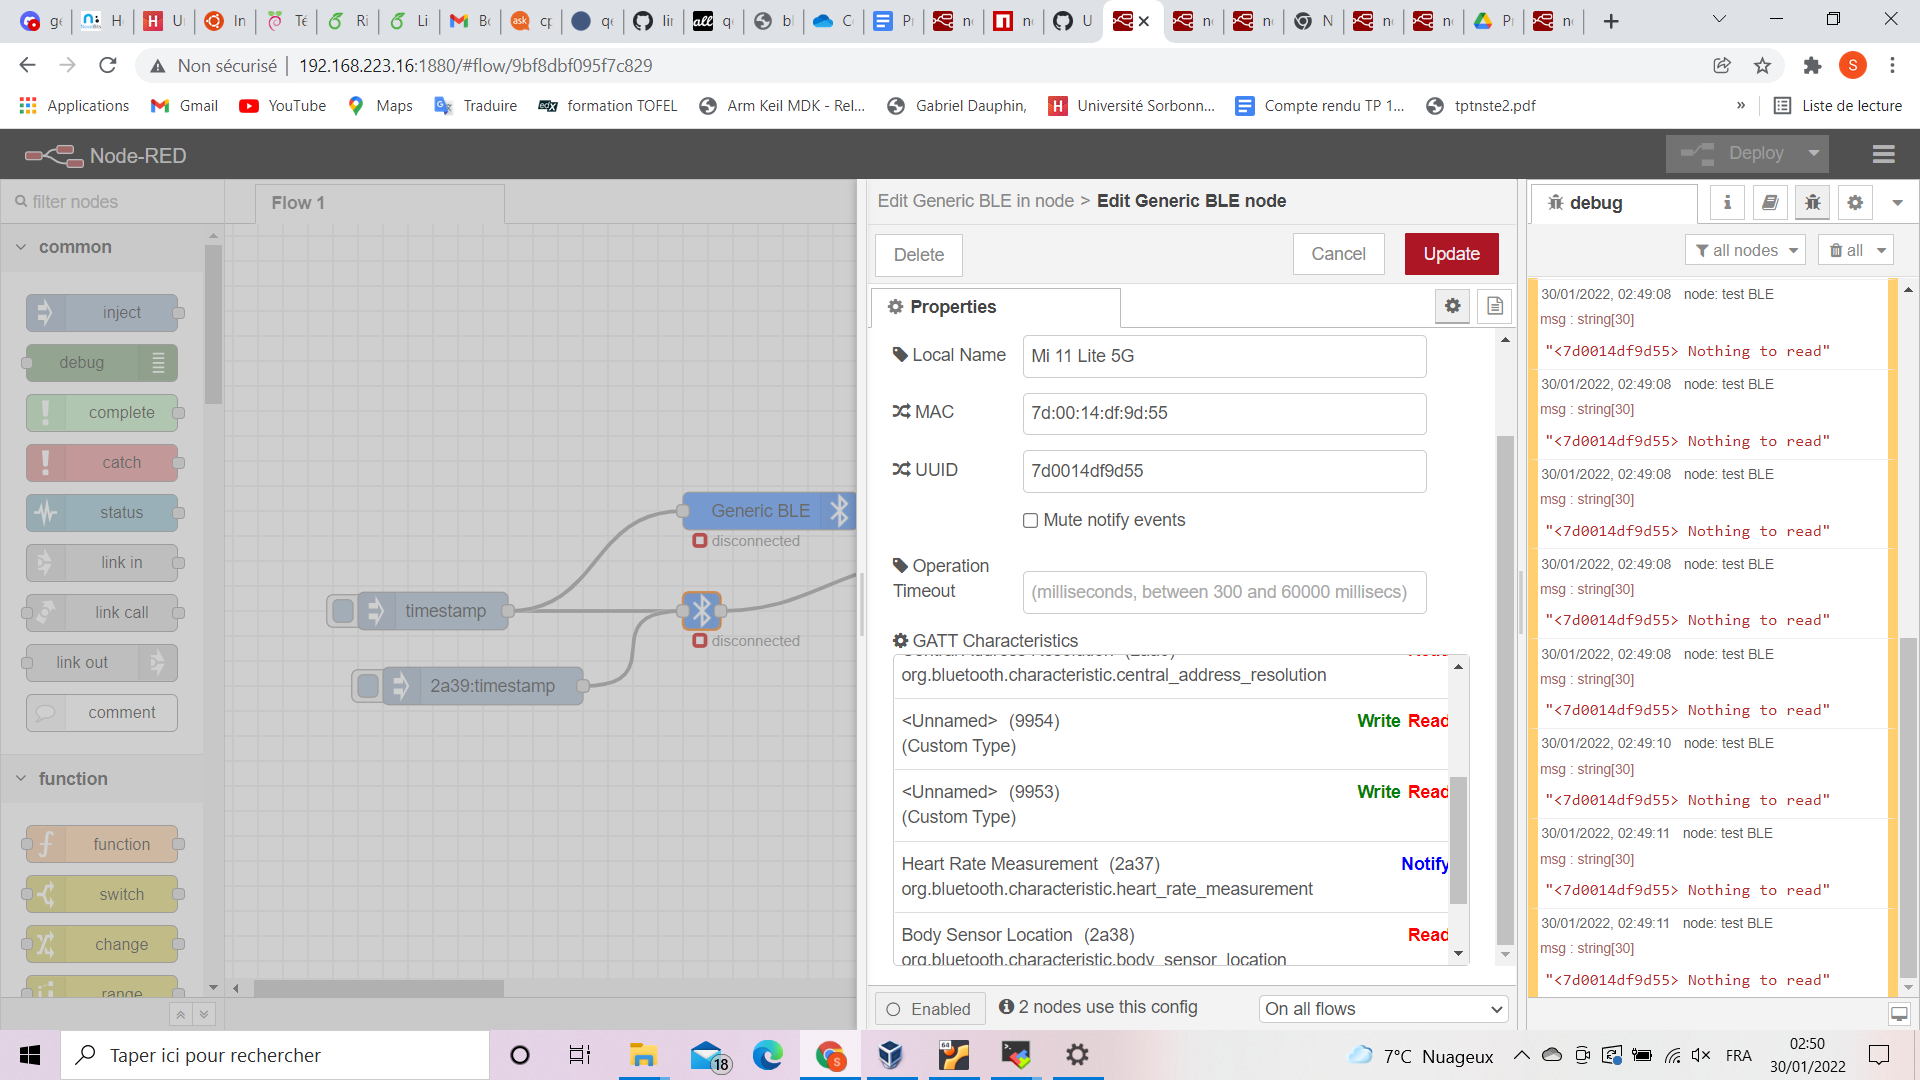 Non sécurisé
192.168.223.16:1880/#flow/9bf8dbf095f7c829
Applications
Gmail
YouTube
Maps
Traduire
formation TOFEL
Arm Keil MDK - Rel...
Gabriel Dauphin,
Université Sorbonn...
Compte rendu TP 1...
tptnste2.pdf
»
Liste de lecture
Node-RED
Deploy
filter nodes
Flow 1
common
inject
debug
complete
catch
status
link in
link call
link out
comment
function
function
switch
change
range
Generic BLE
disconnected
timestamp
disconnected
2a39:timestamp
Edit Generic BLE in node > Edit Generic BLE node
Delete
Cancel
Update
Properties
Local Name
Mi 11 Lite 5G
MAC
7d:00:14:df:9d:55
UUID
7d0014df9d55
Mute notify events
Operation
Timeout
(milliseconds, between 300 and 60000 millisecs)
GATT Characteristics
org.bluetooth.characteristic.central_address_resolution
<Unnamed> (9954)
Write Read
(Custom Type)
<Unnamed> (9953)
Write Read
(Custom Type)
Heart Rate Measurement (2a37)
Notify
org.bluetooth.characteristic.heart_rate_measurement
Body Sensor Location (2a38)
Read
org.bluetooth.characteristic.body_sensor_location
Enabled
2 nodes use this config
On all flows
debug
all nodes
all
30/01/2022, 02:49:08 node: test BLE
msg : string[30]
"<7d0014df9d55> Nothing to read"
30/01/2022, 02:49:08 node: test BLE
msg : string[30]
"<7d0014df9d55> Nothing to read"
30/01/2022, 02:49:08 node: test BLE
msg : string[30]
"<7d0014df9d55> Nothing to read"
30/01/2022, 02:49:08 node: test BLE
msg : string[30]
"<7d0014df9d55> Nothing to read"
30/01/2022, 02:49:08 node: test BLE
msg : string[30]
"<7d0014df9d55> Nothing to read"
30/01/2022, 02:49:10 node: test BLE
msg : string[30]
"<7d0014df9d55> Nothing to read"
30/01/2022, 02:49:11 node: test BLE
msg : string[30]
"<7d0014df9d55> Nothing to read"
30/01/2022, 02:49:11 node: test BLE
msg : string[30]
"<7d0014df9d55> Nothing to read"
Taper ici pour rechercher
18
7°C Nuageux
FRA
02:50
30/01/2022